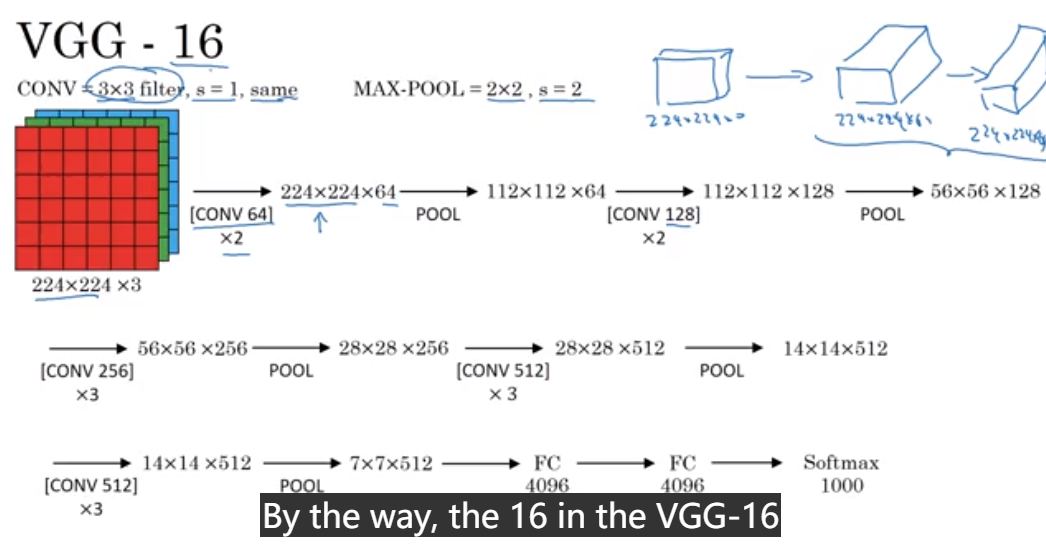 VGG - 16
CONV = 3×3 filter, s = 1, same
MAX-POOL = 2×2 , s = 2
224×224×3
224×224×64
224×224
224×224 ×3
[CONV 64]
×2
224×224×64
POOL
112×112 ×64
[CONV 128]
×2
112×112 ×128
POOL
56×56 ×128
[CONV 256]
×3
56×56 ×256
POOL
28×28 ×256
[CONV 512]
× 3
28×28 ×512
POOL
14×14×512
[CONV 512]
×3
14×14 ×512
POOL
7×7×512
FC
4096
FC
4096
Softmax
1000
By the way, the 16 in the VGG-16